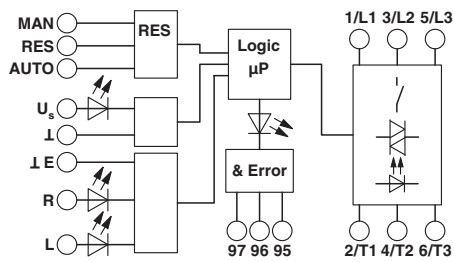 MAN
RES
AUTO
RES
Us
⊥
⊥ E
R
L
Logic
µP
& Error
97 96 95
1/L1 3/L2 5/L3
2/T1 4/T2 6/T3